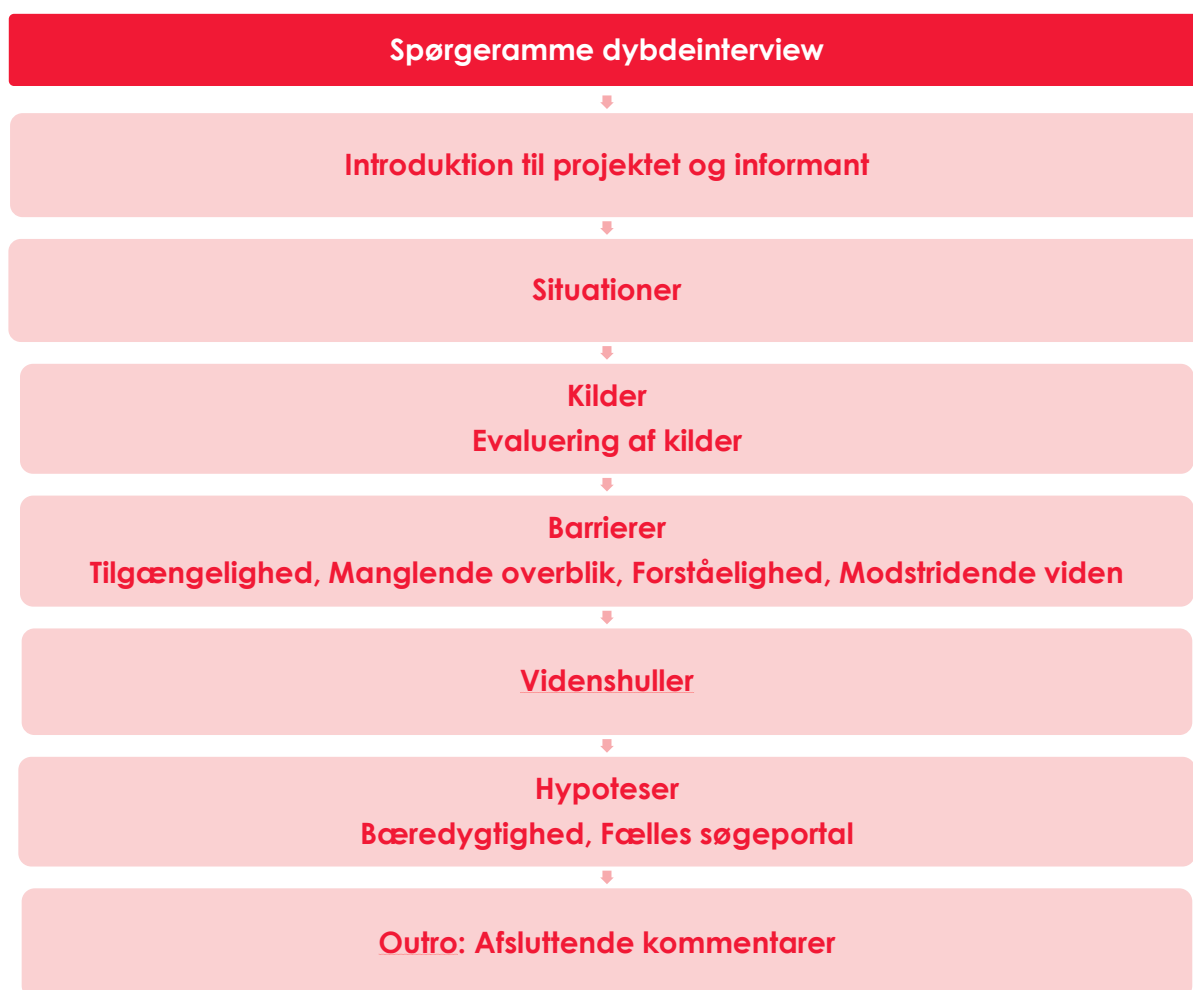 Spørgeramme dybdeinterview
Introduktion til projektet og informant
Situationer
Kilder
Evaluering af kilder
Barrierer
Tilgængelighed, Manglende overblik, Forståelighed, Modstridende viden
Videnshuller
Hypoteser
Bæredygtighed, Fælles søgeportal
Outro: Afsluttende kommentarer